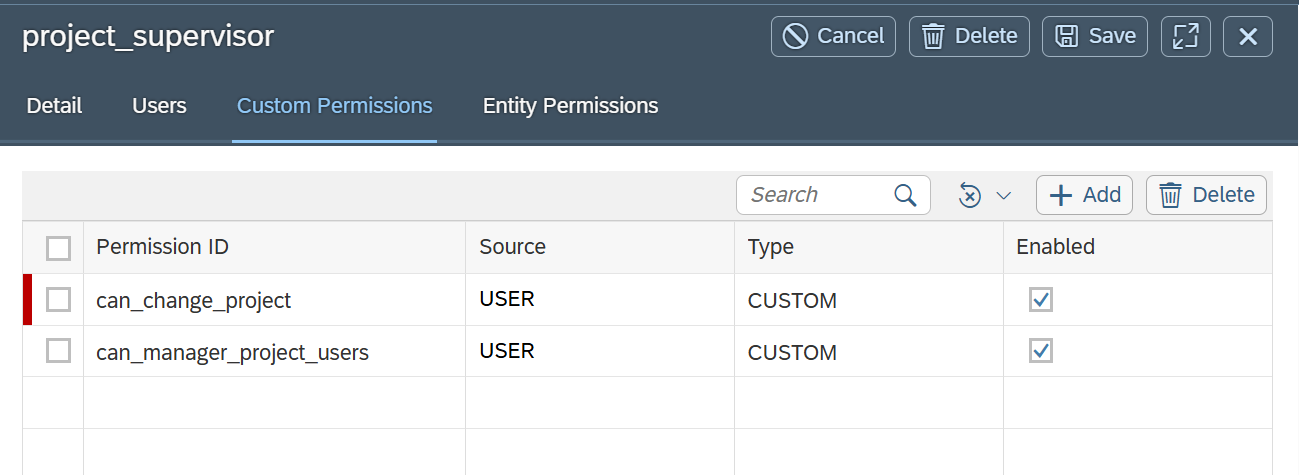 project_supervisor Cancel Delete Save
Detail Users Custom Permissions Entity Permissions
Search Add Delete
Permission ID Source Type Enabled
can_change_project USER CUSTOM
can_manager_project_users USER CUSTOM